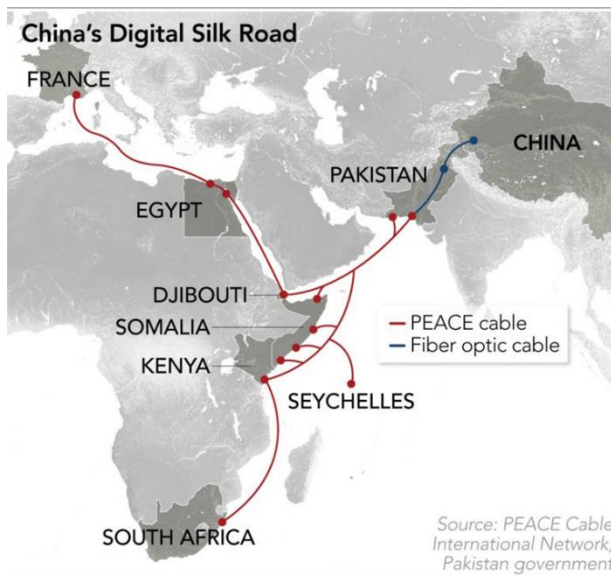 China's Digital Silk Road
FRANCE
CHINA
PAKISTAN
EGYPT
DJIBOUTI
SOMALIA
PEACE cable
Fiber optic cable
KENYA
SEYCHELLES
SOUTH AFRICA
Source: PEACE Cable
International Network,
Pakistan government